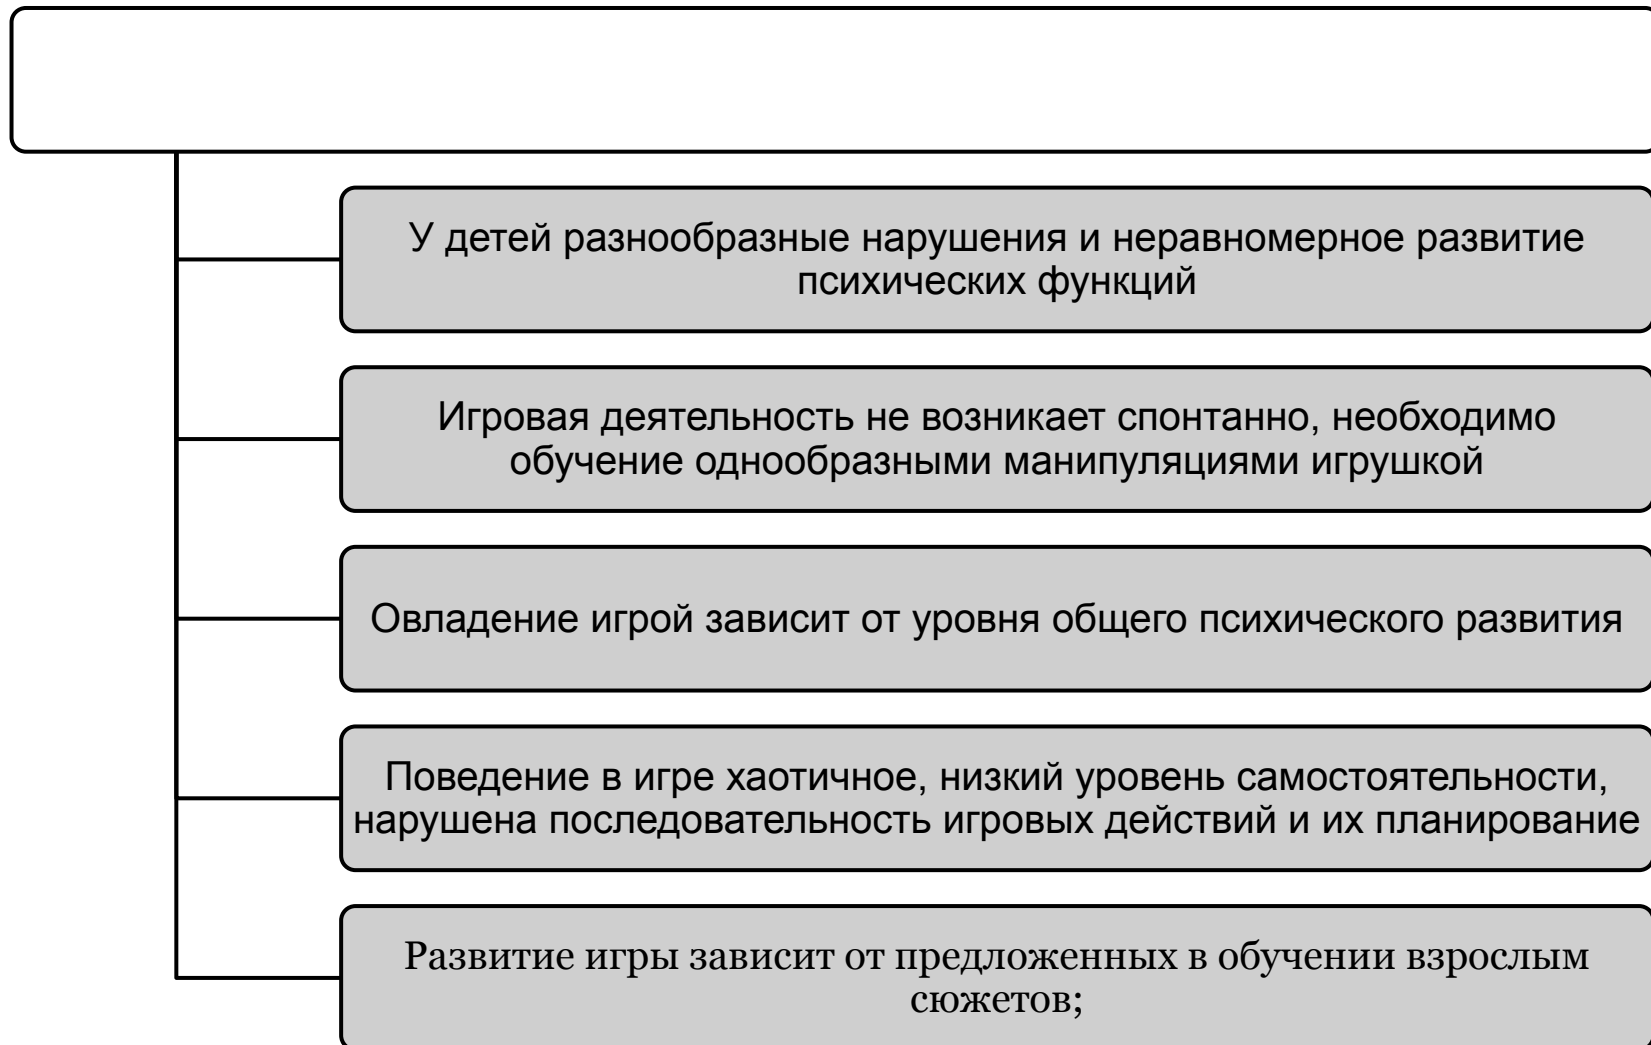 У детей разнообразные нарушения и неравномерное развитие
психических функций
Игровая деятельность не возникает спонтанно, необходимо
обучение однообразными манипуляциями игрушкой
Овладение игрой зависит от уровня общего психического развития
Поведение в игре хаотичное, низкий уровень самостоятельности,
нарушена последовательность игровых действий и их планирование
Развитие игры зависит от предложенных в обучении взрослым
сюжетов;